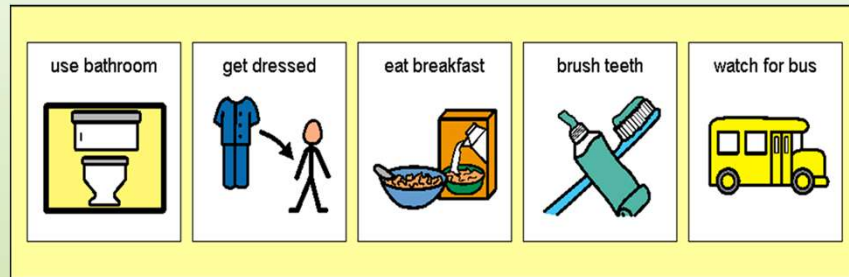 use bathroom
get dressed
eat breakfast
brush teeth
watch for bus